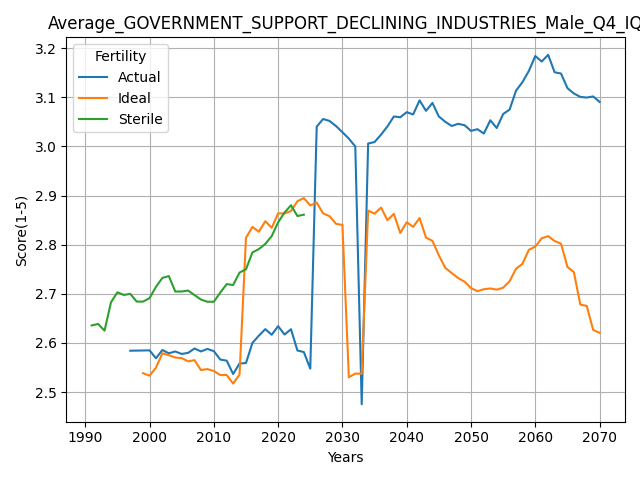 Average_GOVERNMENT_SUPPORT_DECLINING_INDUSTRIES_Male_Q4_IQ
Fertility
Actual
Ideal
Sterile
Score(1-5)
3.2
3.1
3.0
2.9
2.8
2.7
2.6
2.5
1990 2000 2010 2020 2030 2040 2050 2060 2070
Years